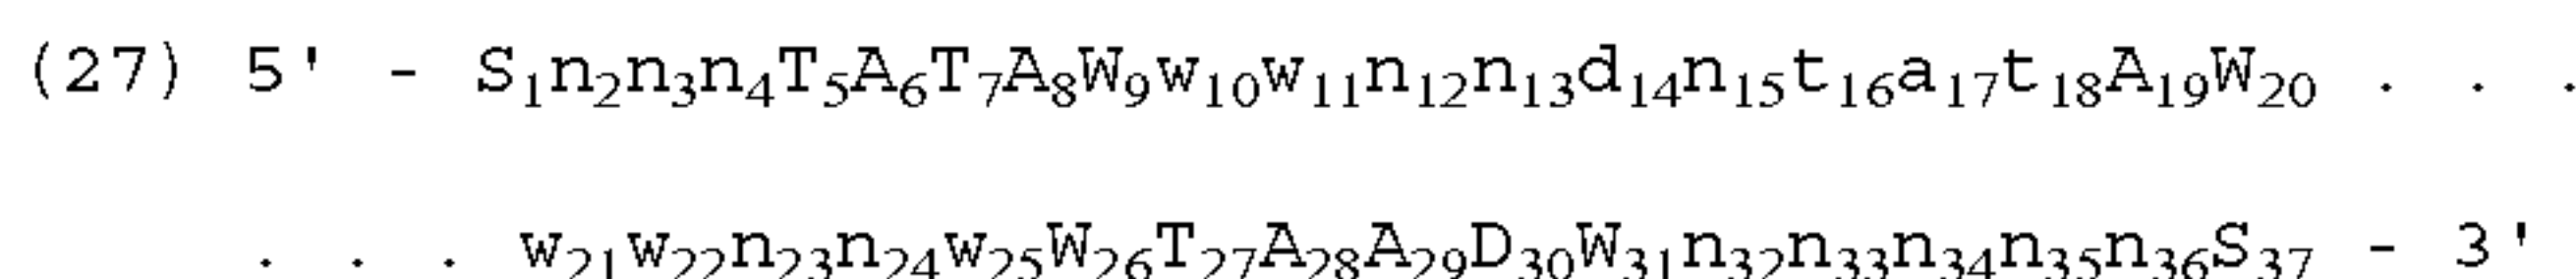 (27) 5' - S₁n₂n₃n₄T₅A₆T₇A₈W₉w₁₀w₁₁n₁₂n₁₃d₁₄n₁₅t₁₆a₁₇t₁₈A₁₉W₂₀ . . .
. . . w₂₁w₂₂n₂₃n₂₄w₂₅W₂₆T₂₇A₂₈A₂₉D₃₀W₃₁n₃₂n₃₃n₃₄n₃₅n₃₆S₃₇ - 3'